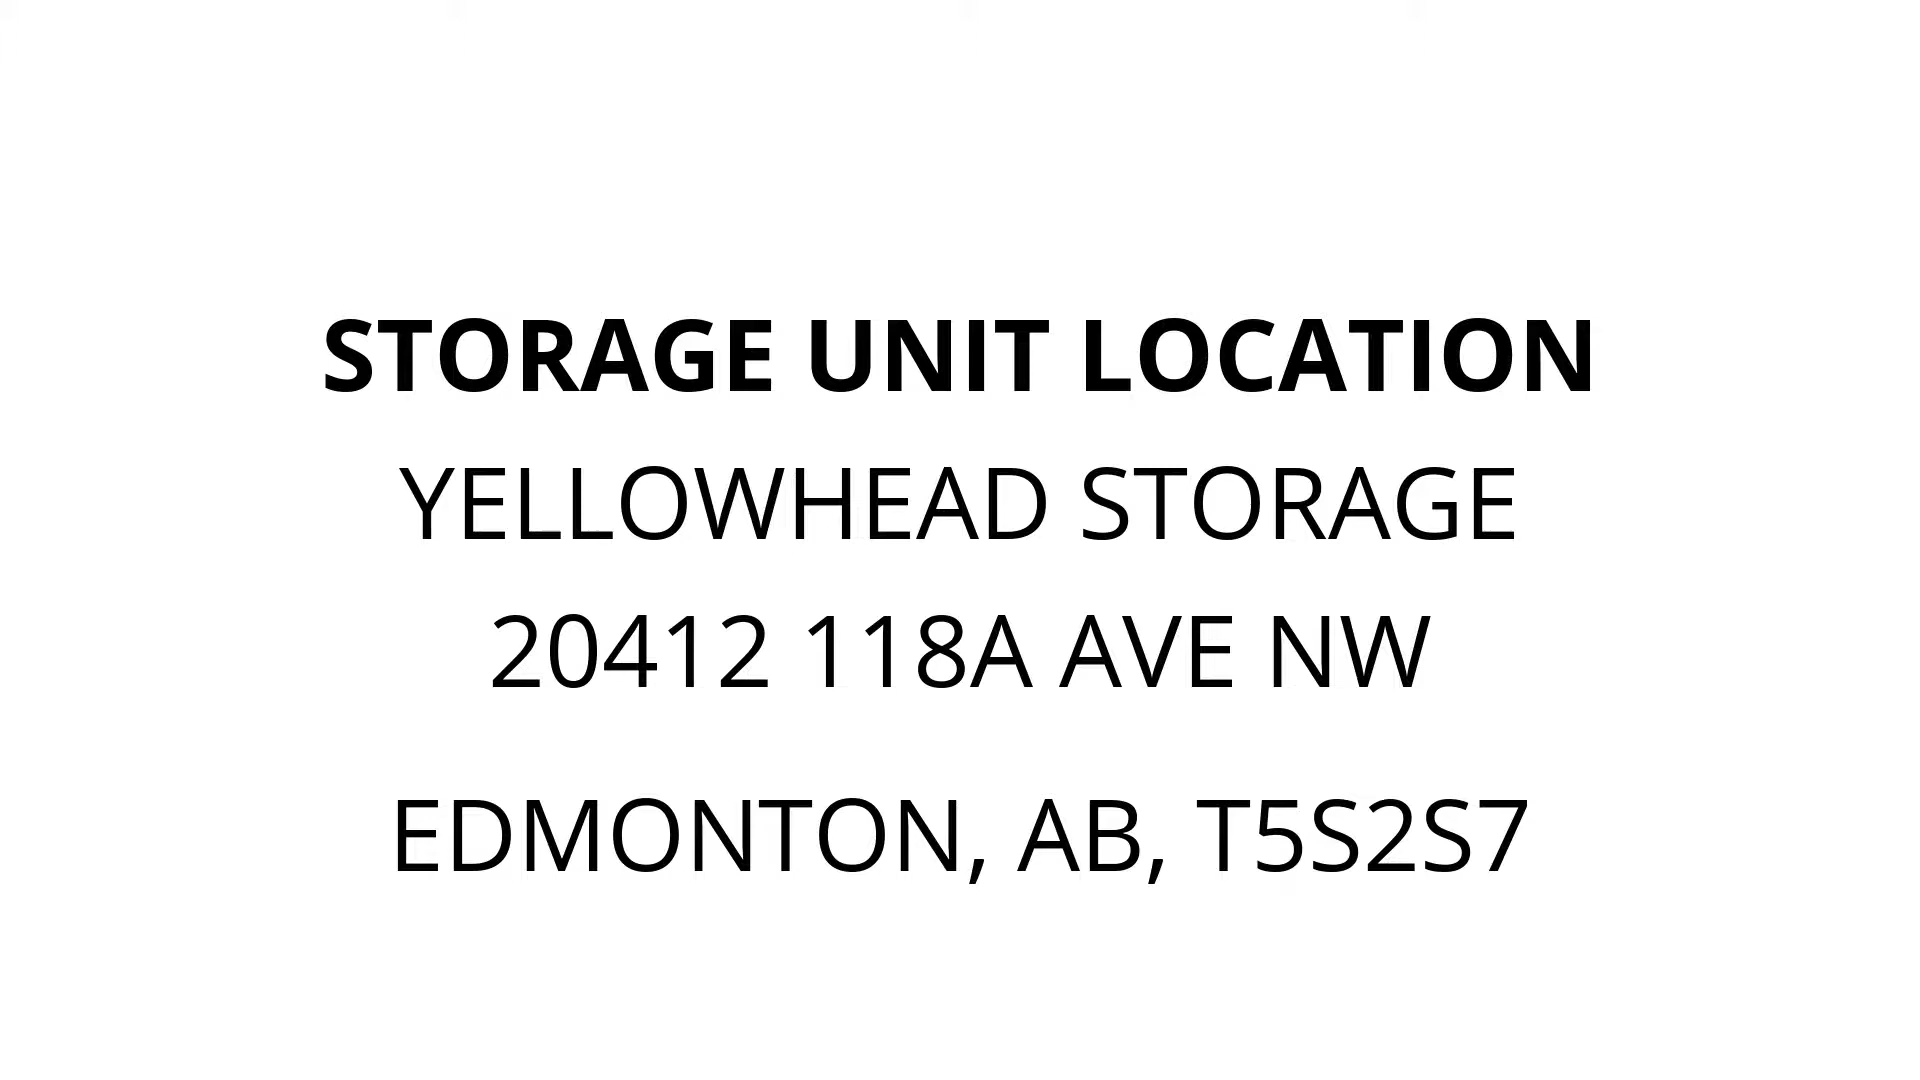 STORAGE UNIT LOCATION
YELLOWHEAD STORAGE
20412 118A AVE NW
EDMONTON, AB, T5S2S7